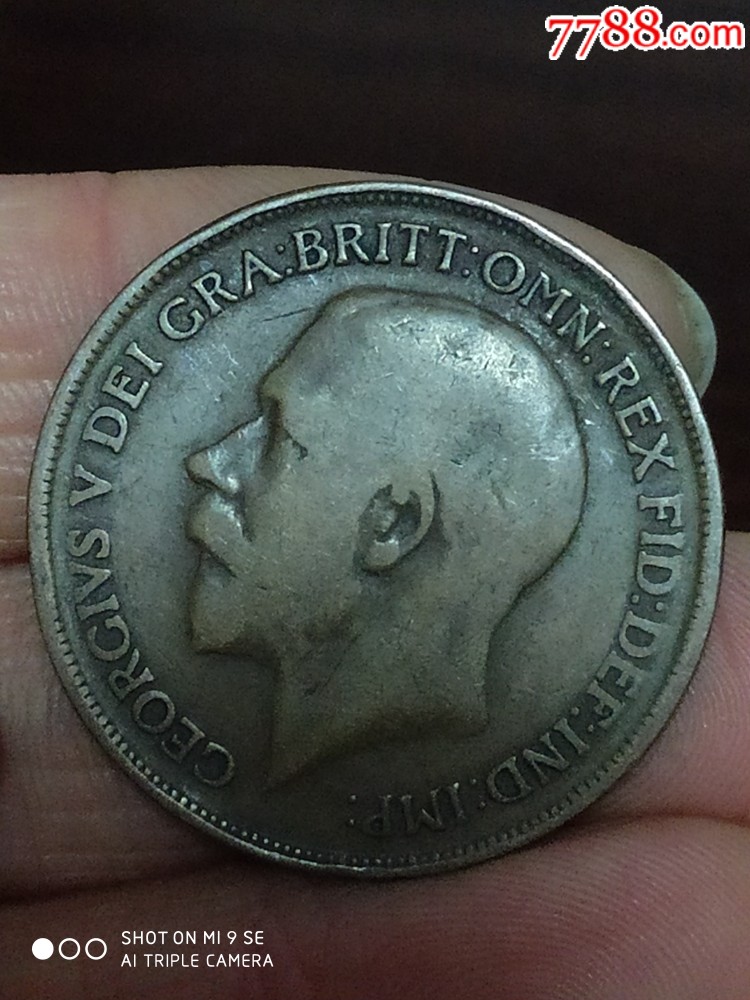 7788.com
GEORGIVS V DEI GRA:BRITT:OMN:REX FID:DEF:IND:IMP:
SHOT ON MI 9 SE
AI TRIPLE CAMERA